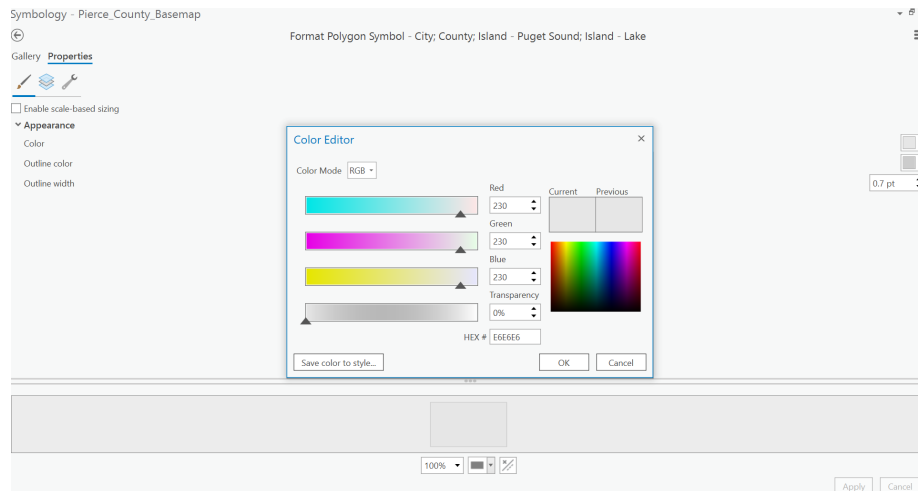 Symbology - Pierce_County_Basemap
Format Polygon Symbol - City; County; Island - Puget Sound; Island - Lake
Gallery Properties
Enable scale-based sizing
Appearance
Color
Outline color
Outline width
0.7 pt
Color Editor
Color Mode RGB
Red
230
Green
230
Blue
230
Transparency
0%
HEX # E6E6E6
Current Previous
Save color to style...
OK Cancel
100%
Apply Cancel